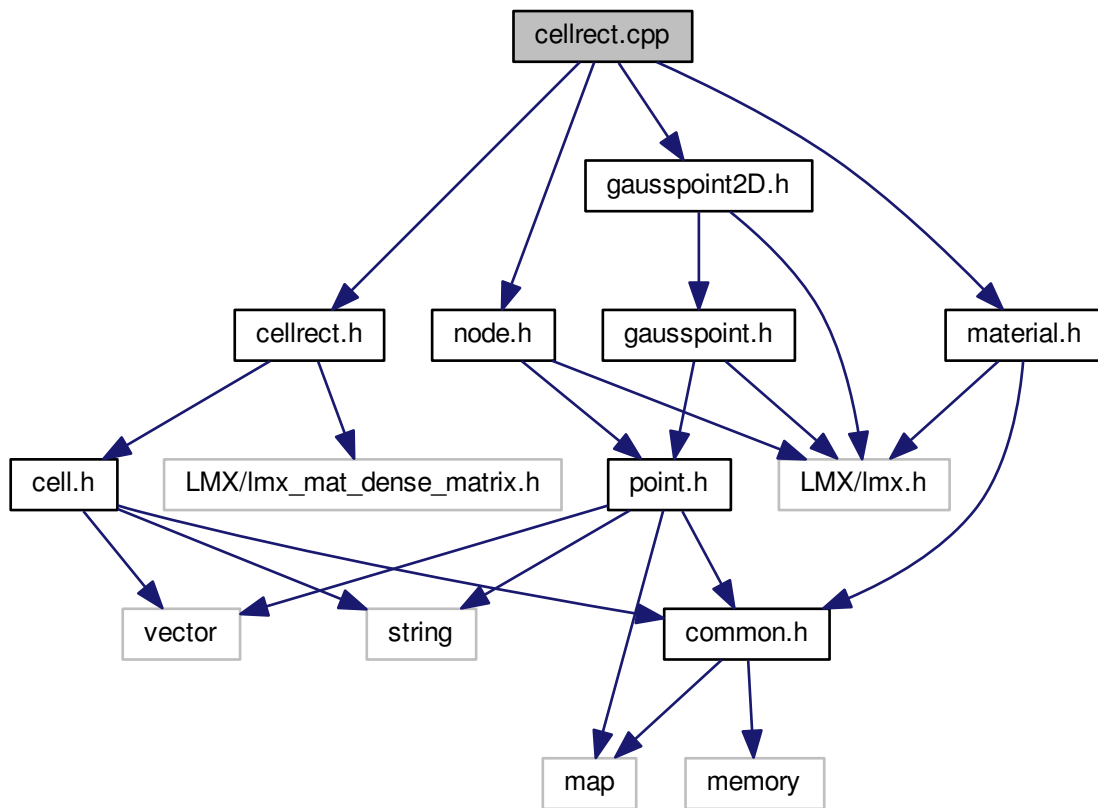 cellrect.cpp
gausspoint2D.h
cellrect.h
node.h
gausspoint.h
material.h
cell.h
LMX/lmx_mat_dense_matrix.h
point.h
LMX/lmx.h
vector
string
common.h
map
memory